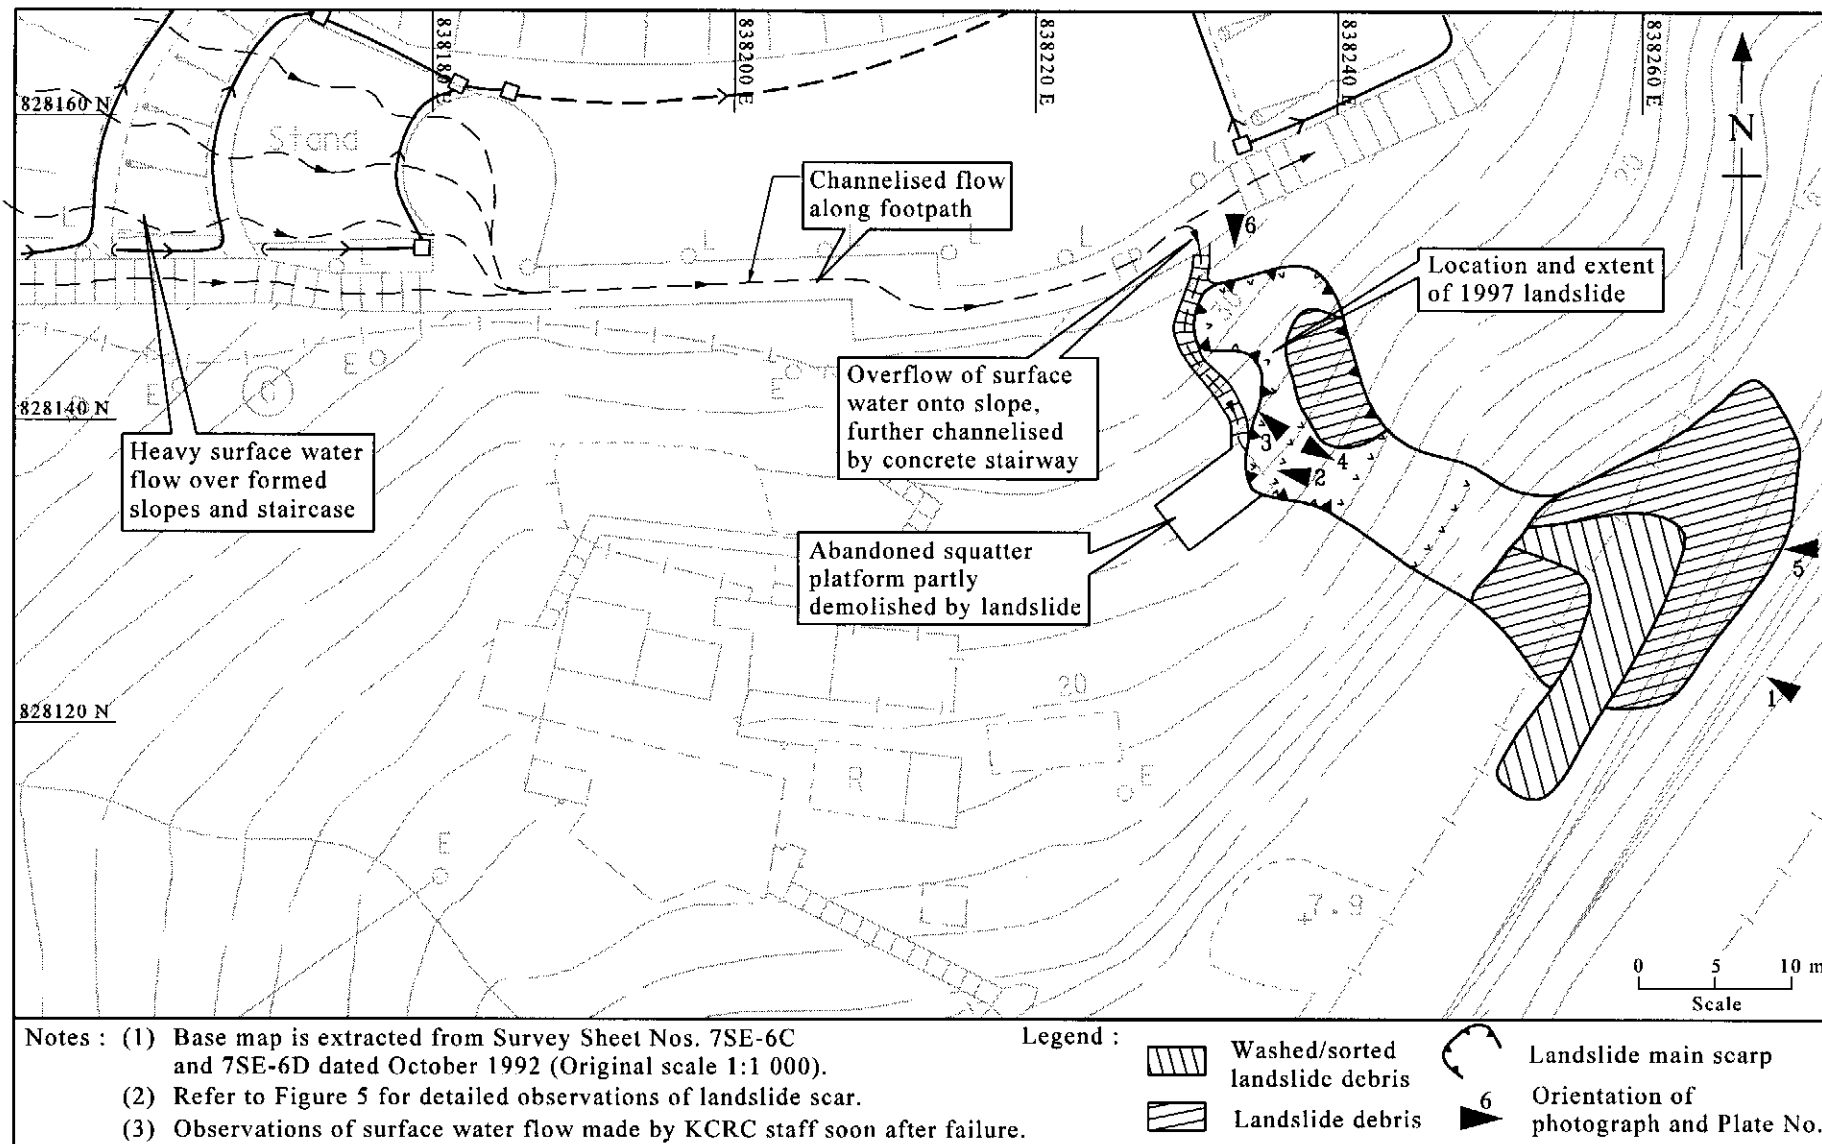 838180 E
838200 E
838220 E
838240 E
838260 E
828160 N
Stand
N
Channelised flow
along footpath
L
L
L
L
L
L
FP
6
20
Location and extent
of 1997 landslide
Overflow of surface
water onto slope,
further channelised
by concrete stairway
E
E
E
G
828140 N
Heavy surface water
flow over formed
slopes and staircase
3
4
2
Abandoned squatter
platform partly
demolished by landslide
5
1
828120 N
20
R
E
E
7.9
0 5 10 m
Scale
Notes : (1) Base map is extracted from Survey Sheet Nos. 7SE-6C
and 7SE-6D dated October 1992 (Original scale 1:1 000).
(2) Refer to Figure 5 for detailed observations of landslide scar.
(3) Observations of surface water flow made by KCRC staff soon after failure.
Legend :
Washed/sorted
landslide debris
Landslide debris
Landslide main scarp
6
Orientation of
photograph and Plate No.